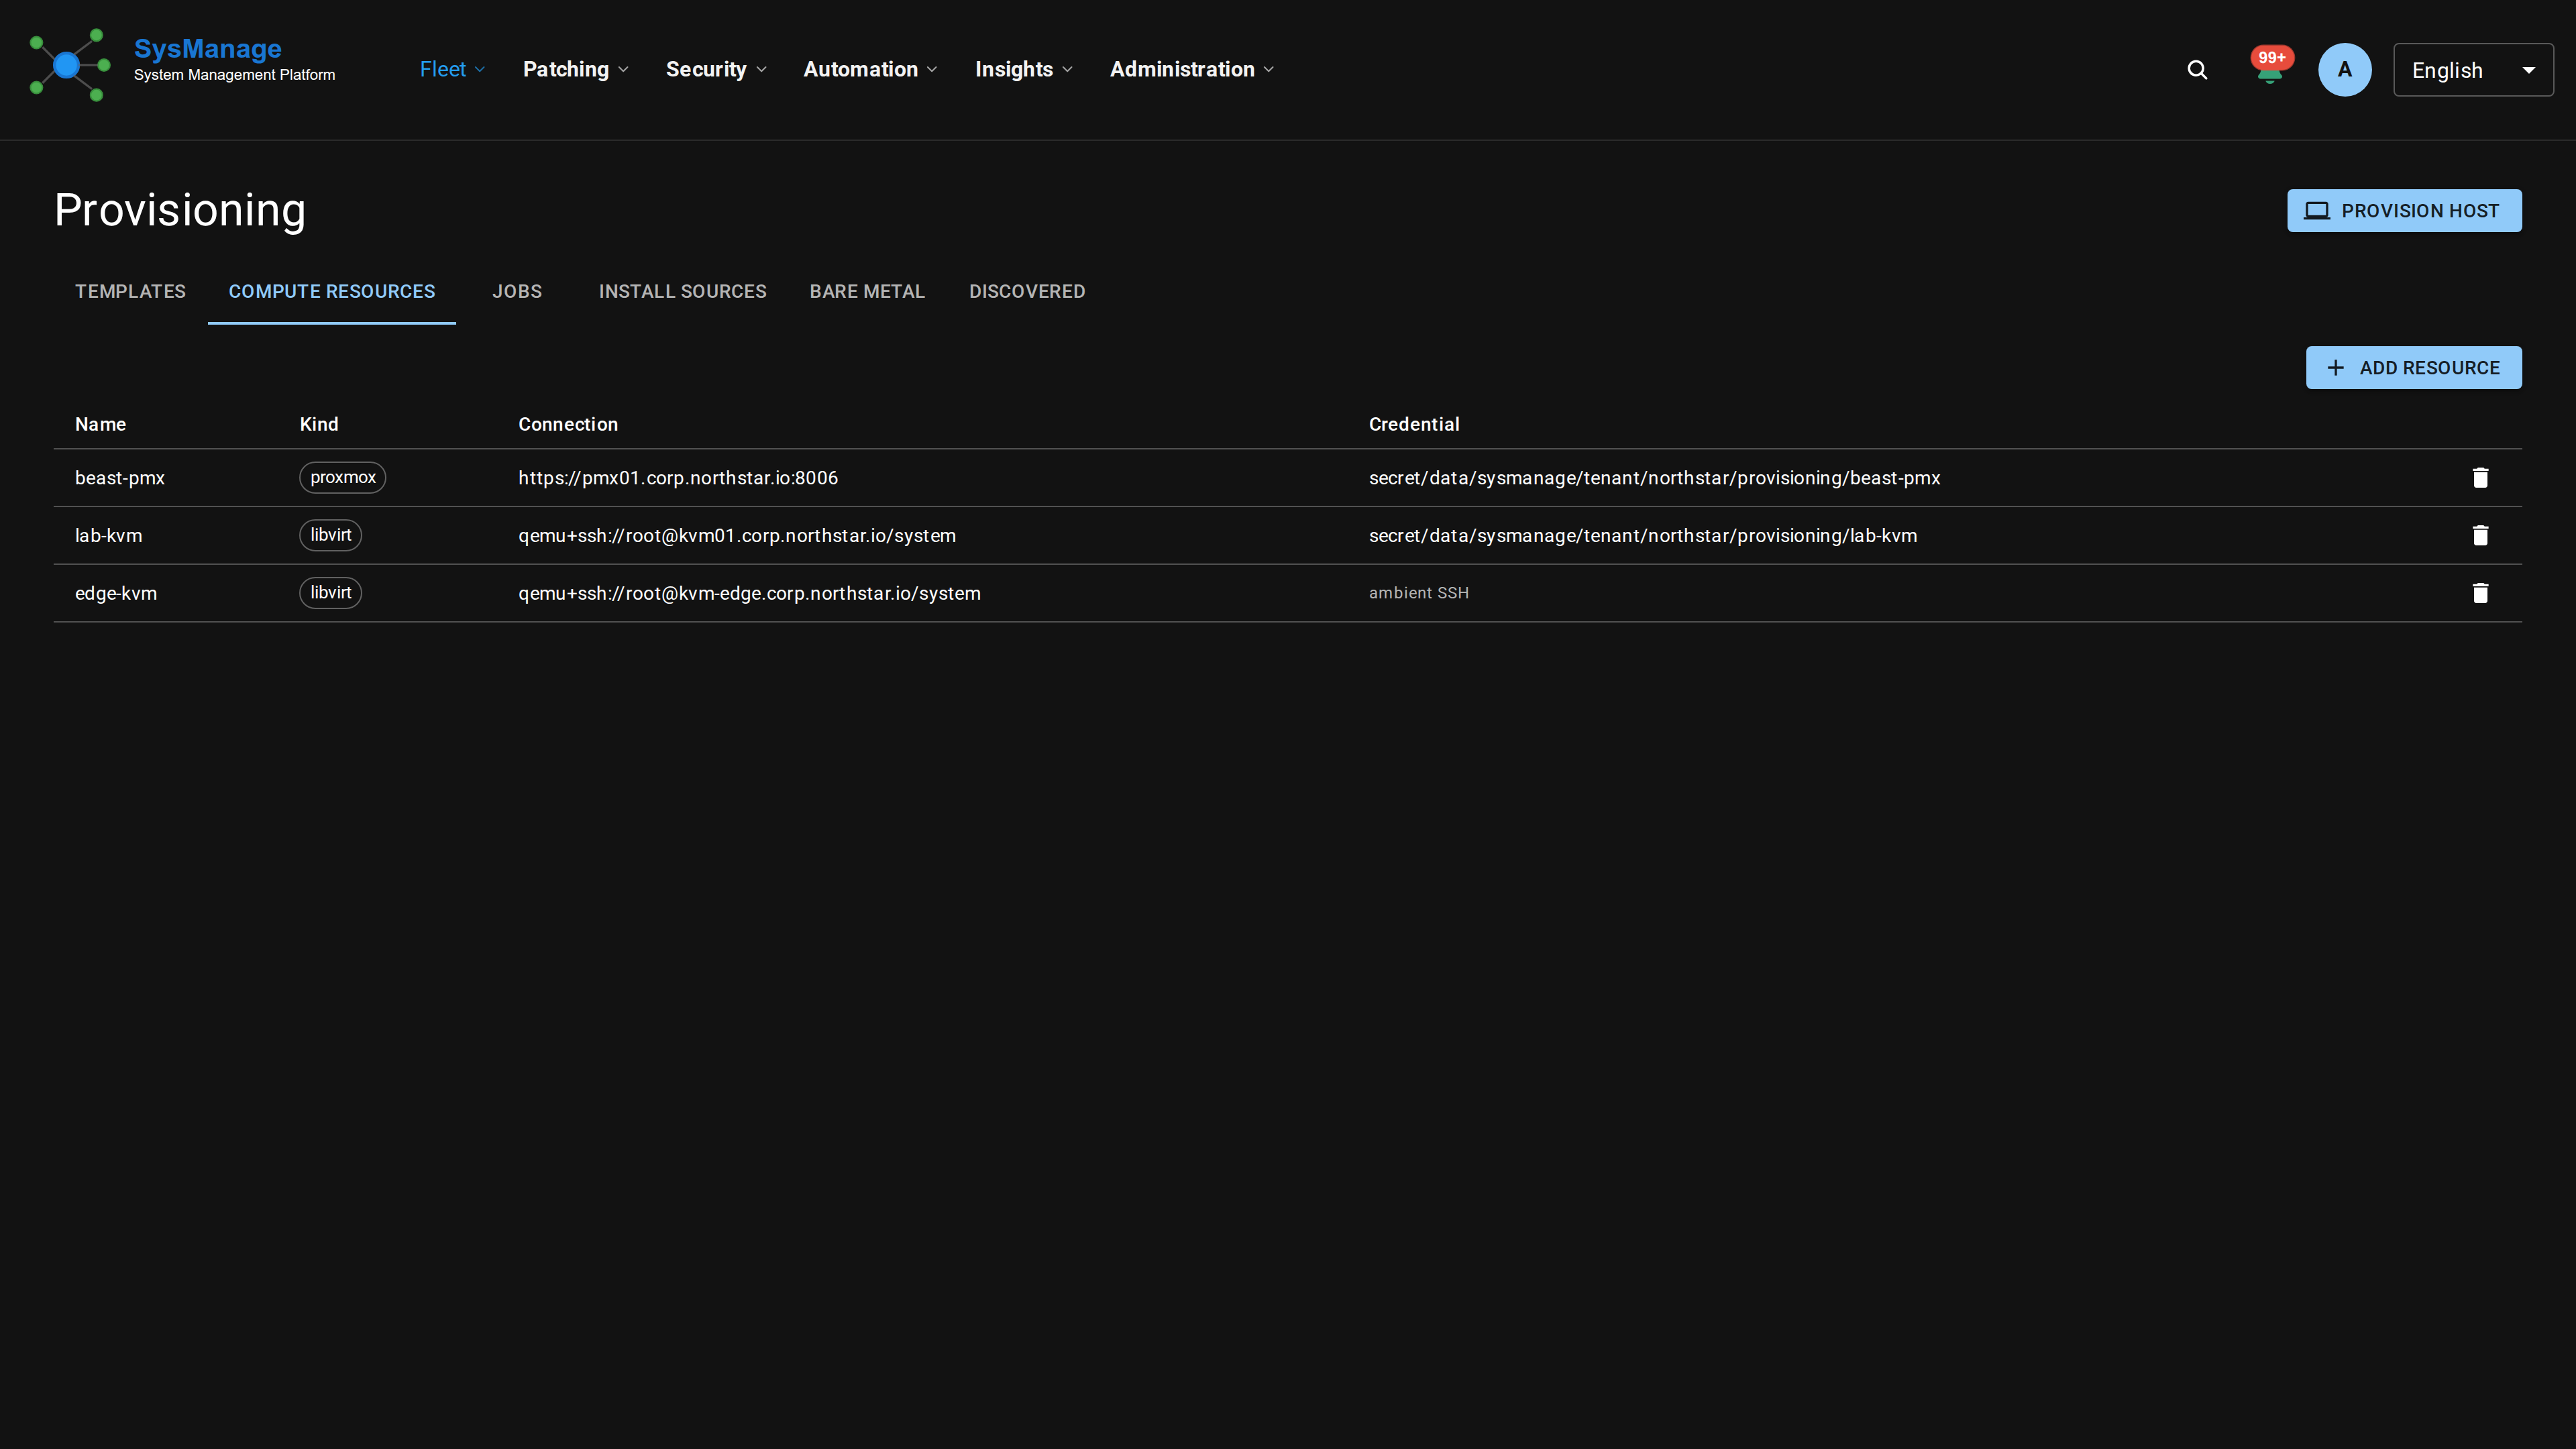 SysManage
System Management Platform
Fleet Patching Security Automation Insights Administration
99+ A English
Provisioning
PROVISION HOST
TEMPLATES COMPUTE RESOURCES JOBS INSTALL SOURCES BARE METAL DISCOVERED
ADD RESOURCE
Name Kind Connection Credential
beast-pmx proxmox https://pmx01.corp.northstar.io:8006 secret/data/sysmanage/tenant/northstar/provisioning/beast-pmx
lab-kvm libvirt qemu+ssh://root@kvm01.corp.northstar.io/system secret/data/sysmanage/tenant/northstar/provisioning/lab-kvm
edge-kvm libvirt qemu+ssh://root@kvm-edge.corp.northstar.io/system ambient SSH